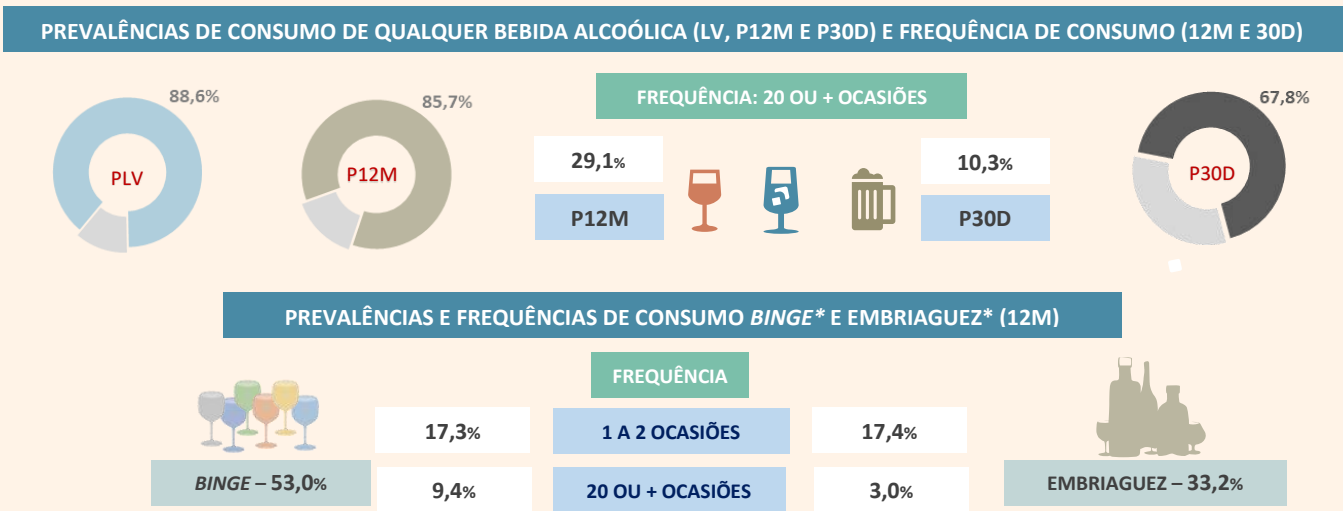 PREVALÊNCIAS DE CONSUMO DE QUALQUER BEBIDA ALCOÓLICA (LV, P12M E P30D) E FREQUÊNCIA DE CONSUMO (12M E 30D)
88,6%
PLV
85,7%
P12M
FREQUÊNCIA: 20 OU + OCASIÕES
29,1%
P12M
10,3%
P30D
67,8%
P30D
PREVALÊNCIAS E FREQUÊNCIAS DE CONSUMO BINGE* E EMBRIAGUEZ* (12M)
FREQUÊNCIA
17,3%
1 A 2 OCASIÕES
17,4%
BINGE – 53,0%
9,4%
20 OU + OCASIÕES
3,0%
EMBRIAGUEZ – 33,2%